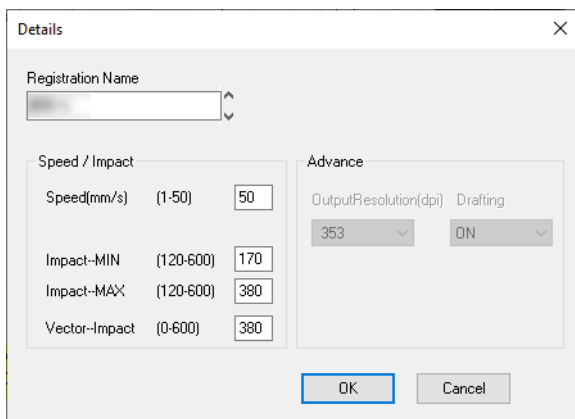 Details
Registration Name
Speed / Impact
Speed(mm/s) (1-50) 50
Impact--MIN (120-600) 170
Impact--MAX (120-600) 380
Vector--Impact (0-600) 380
Advance
OutputResolution(dpi) Drafting
353 ON
OK Cancel